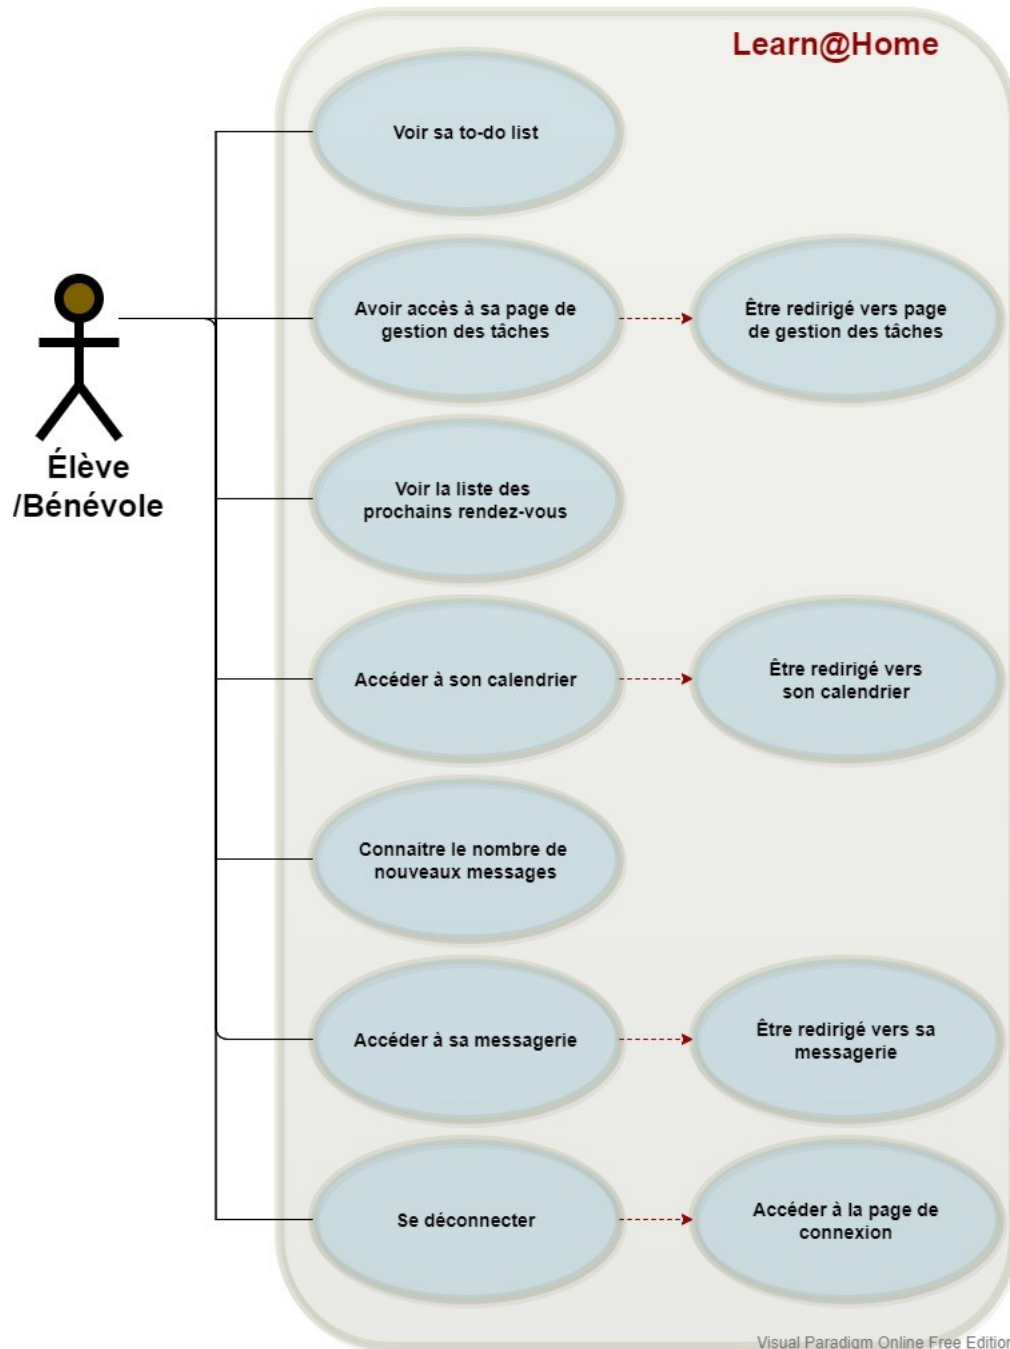 Learn@Home
Voir sa to-do list
Avoir accès à sa page de
gestion des tâches
Être redirigé vers page
de gestion des tâches
Élève
/Bénévole
Voir la liste des
prochains rendez-vous
Accéder à son calendrier
Être redirigé vers
son calendrier
Connaitre le nombre de
nouveaux messages
Accéder à sa messagerie
Être redirigé vers sa
messagerie
Se déconnecter
Accéder à la page de
connexion
Visual Paradigm Online Free Edition